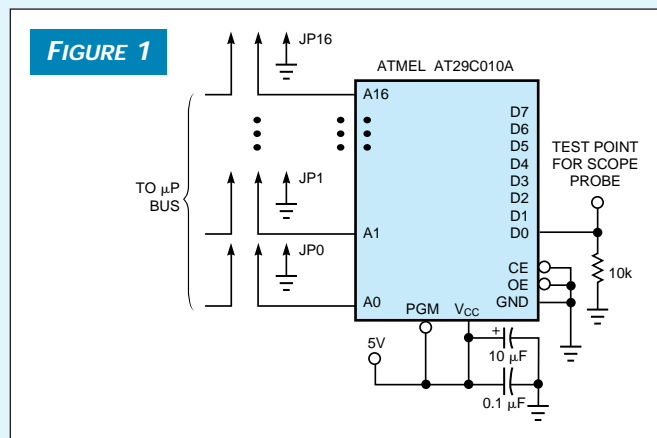 FIGURE 1
JP16
ATMEL AT29C010A
A16
D7
D6
D5
D4
D3
D2
D1
D0
TEST POINT
FOR SCOPE
PROBE
TO µP
BUS
JP1
A1
JP0
A0
CE
OE
GND
10k
PGM
VCC
5V
+
10 µF
0.1 µF